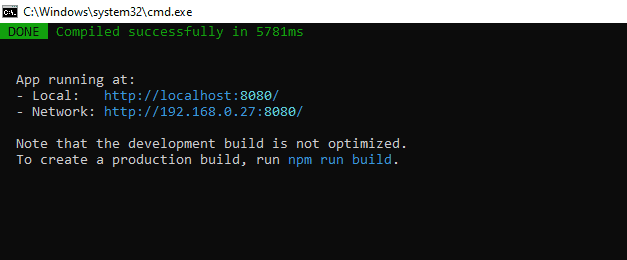 C:\Windows\system32\cmd.exe
DONE Compiled successfully in 5781ms
App running at:
- Local: http://localhost:8080/
- Network: http://192.168.0.27:8080/
Note that the development build is not optimized.
To create a production build, run npm run build.